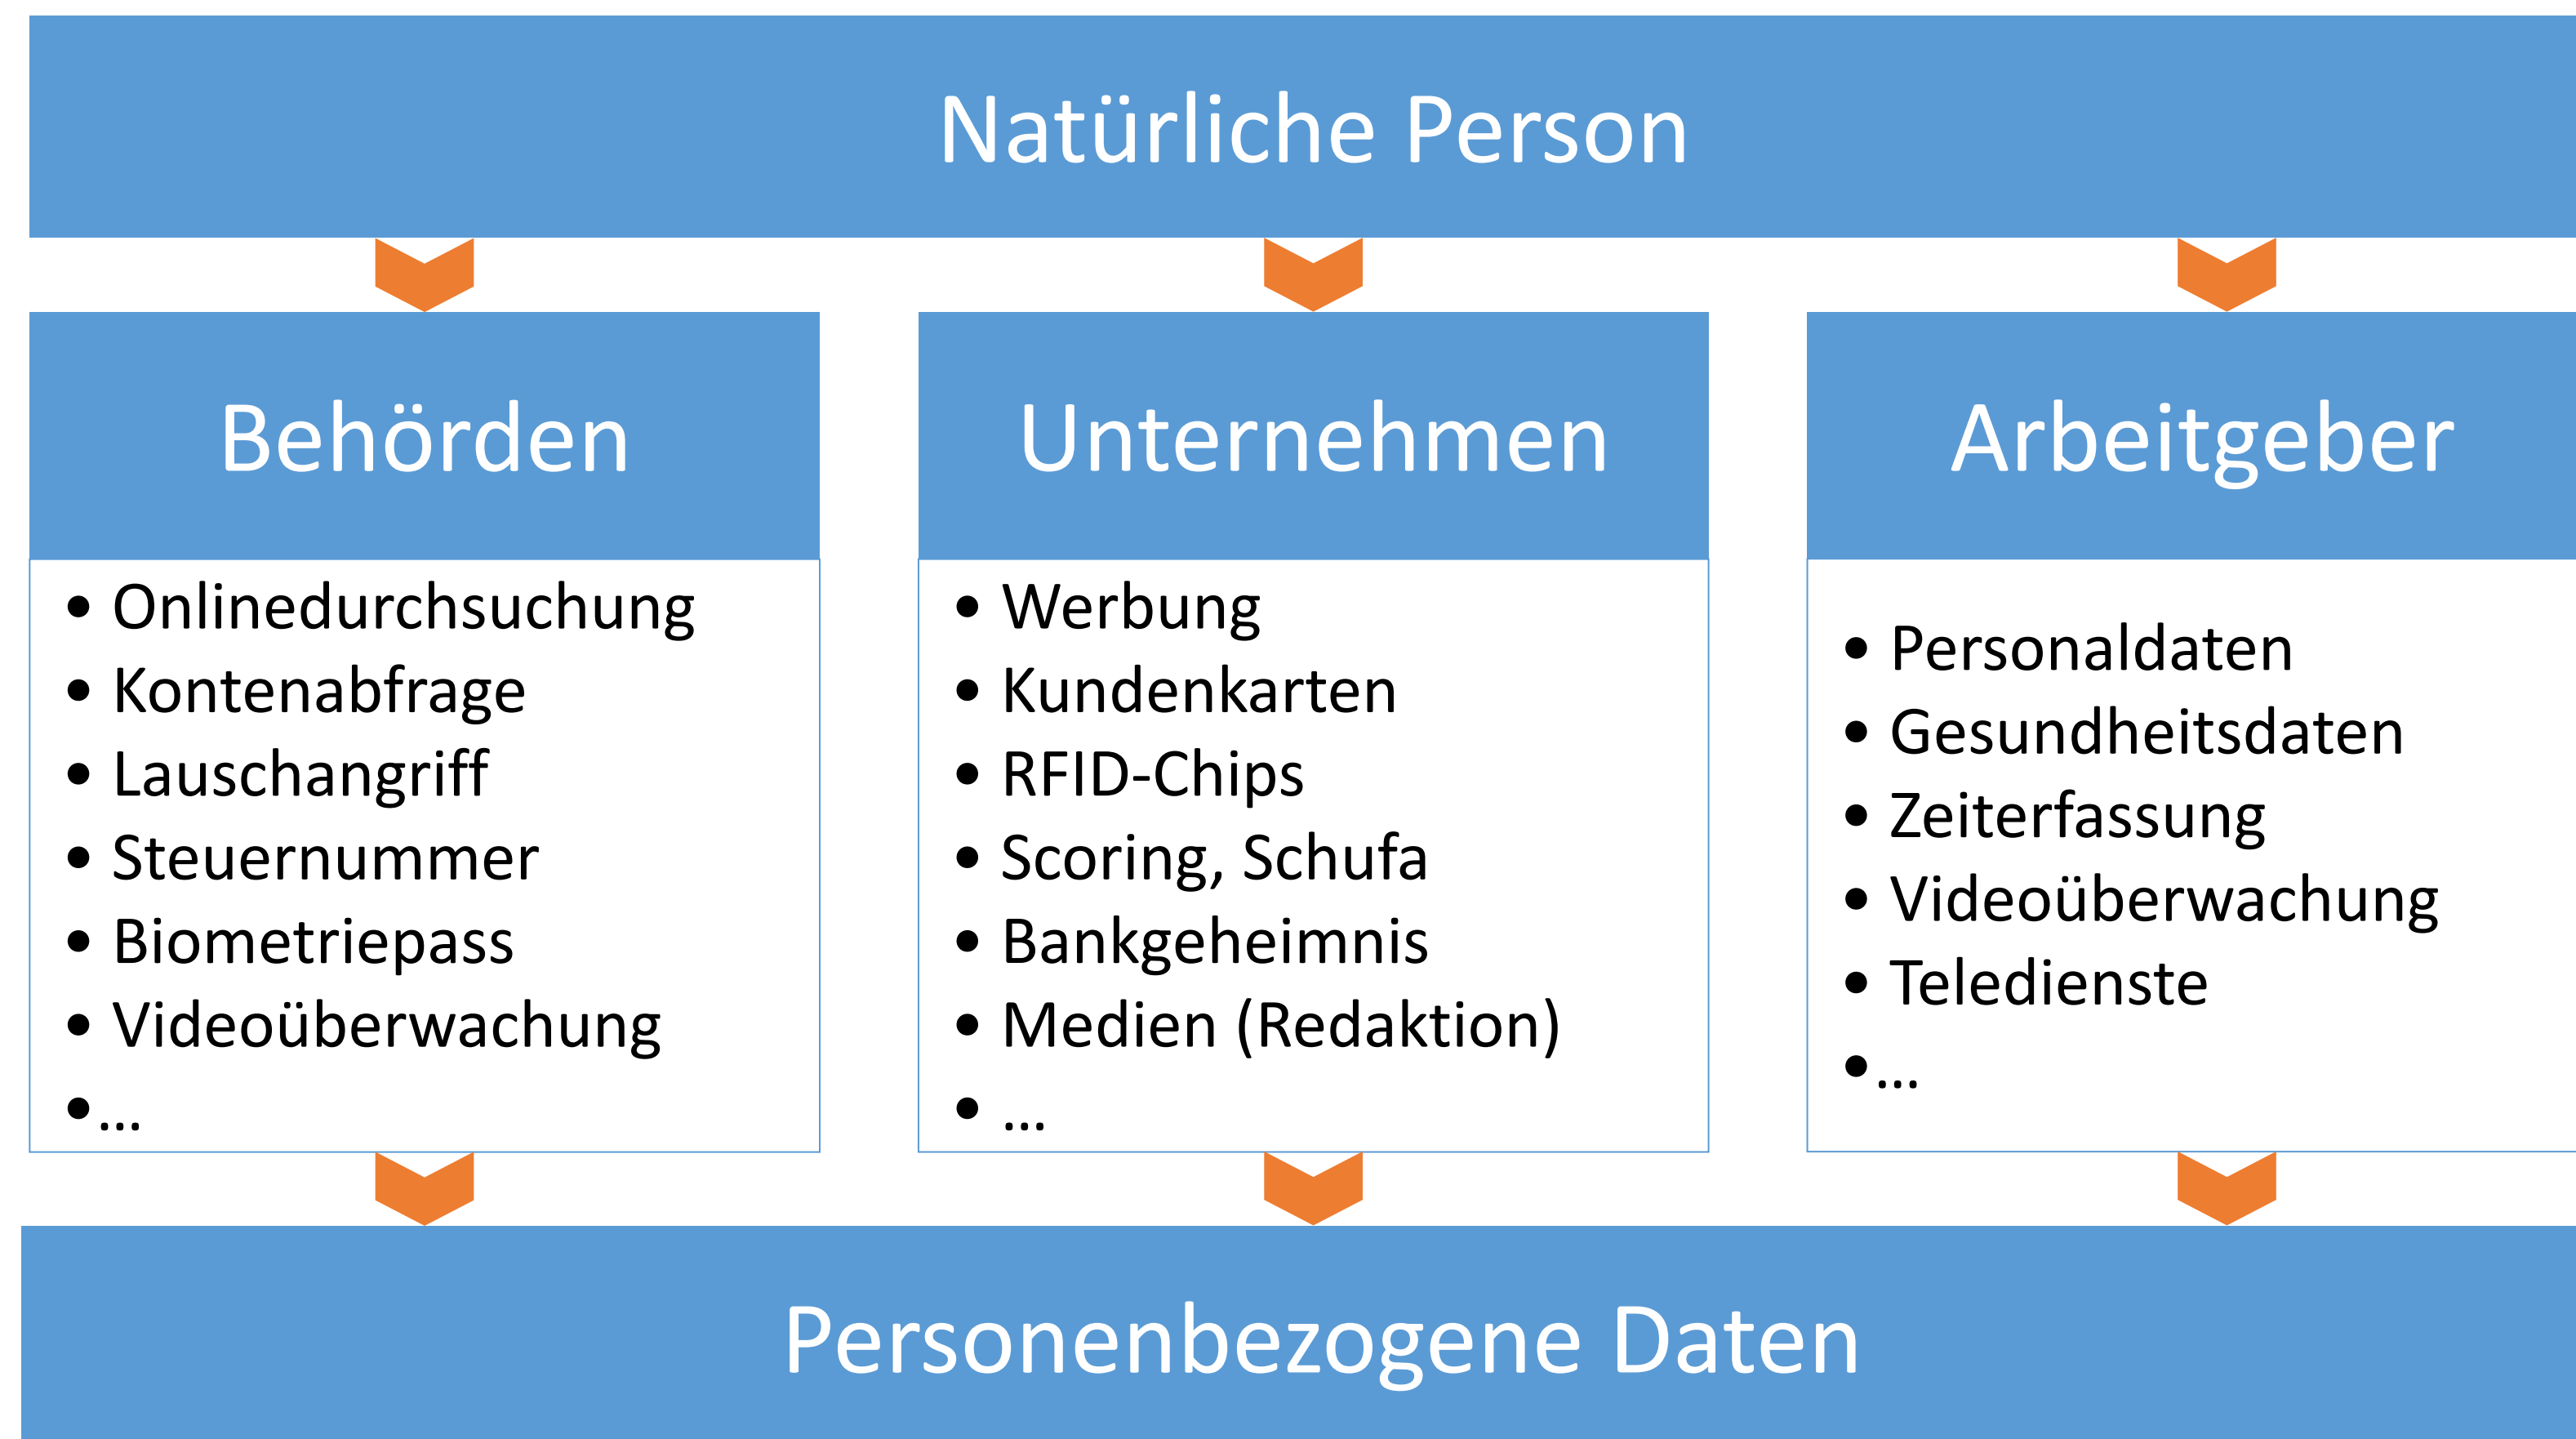 Natürliche Person
Behörden
• Onlinedurchsuchung
• Kontenabfrage
• Lauschangriff
• Steuernummer
• Biometriepass
• Videoüberwachung
•...
Unternehmen
• Werbung
• Kundenkarten
• RFID-Chips
• Scoring, Schufa
• Bankgeheimnis
• Medien (Redaktion)
• ...
Arbeitgeber
• Personaldaten
• Gesundheitsdaten
• Zeiterfassung
• Videoüberwachung
• Teledienste
•...
Personenbezogene Daten